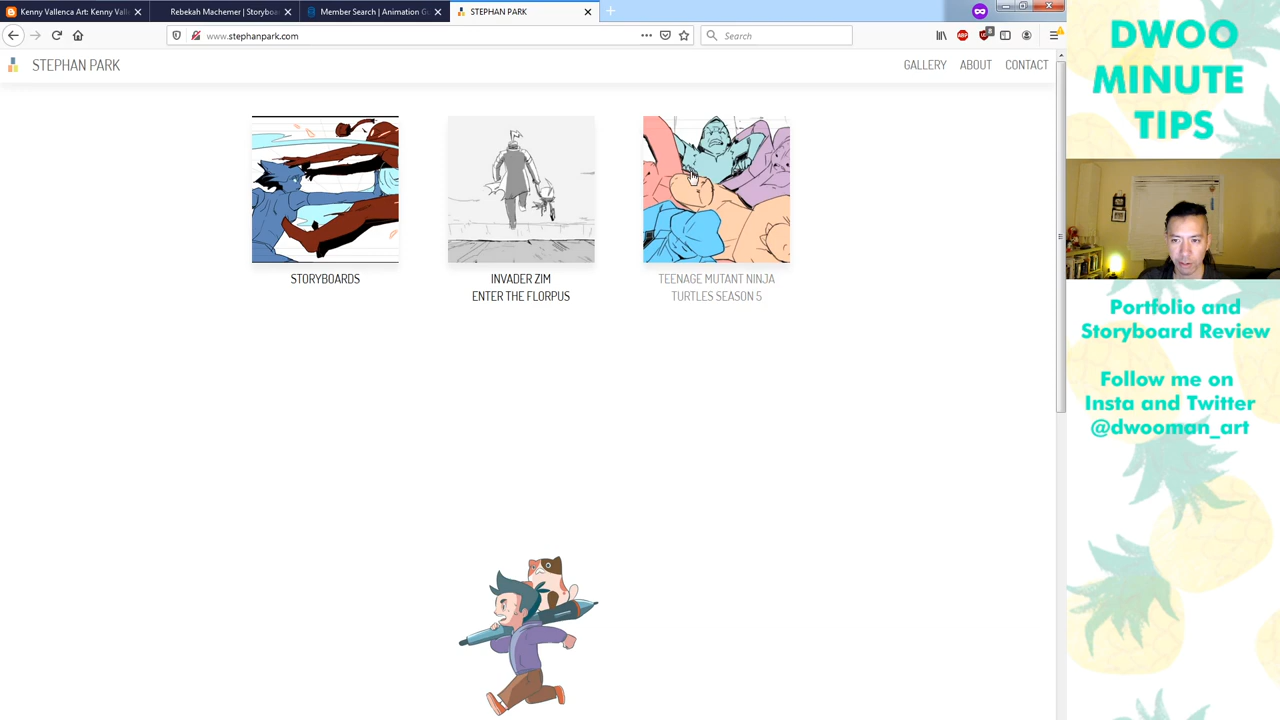 Kenny Vallenca Art: Kenny Valle
Rebekah Machemer | Storyboa
Member Search | Animation Gu
STEPHAN PARK
www.stephanpark.com
Search
STEPHAN PARK
GALLERY
ABOUT
CONTACT
STORYBOARDS
INVADER ZIM
ENTER THE FLORPUS
TEENAGE MUTANT NINJA
TURTLES SEASON 5
DWOO
MINUTE
TIPS
Portfolio and
Storyboard Review
Follow me on
Insta and Twitter
@dwooman_art